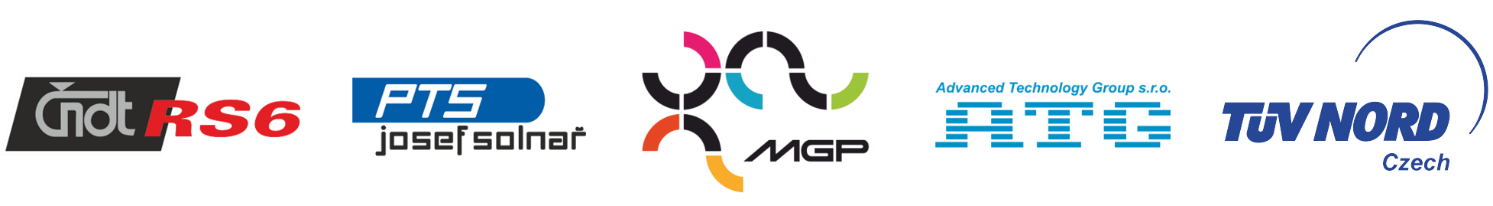 čndt RS6
PTS
josef solnař
MGP
Advanced Technology Group s.r.o.
ATG
TÜV NORD
Czech